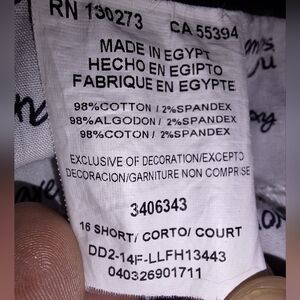 RN 130273 CA 55394
MADE IN EGYPT
HECHO EN EGIPTO
FABRIQUE EN EGYPTE
98%COTTON / 2%SPANDEX
98%ALGODON / 2%SPANDEX
98%COTON / 2%SPANDEX
EXCLUSIVE OF DECORATION/EXCEPTO
DECORACION/GARNITURE NON COMPRISE
3406343
16 SHORT/ CORTO/ COURT
DD2-14F-LLFH13443
040326901711